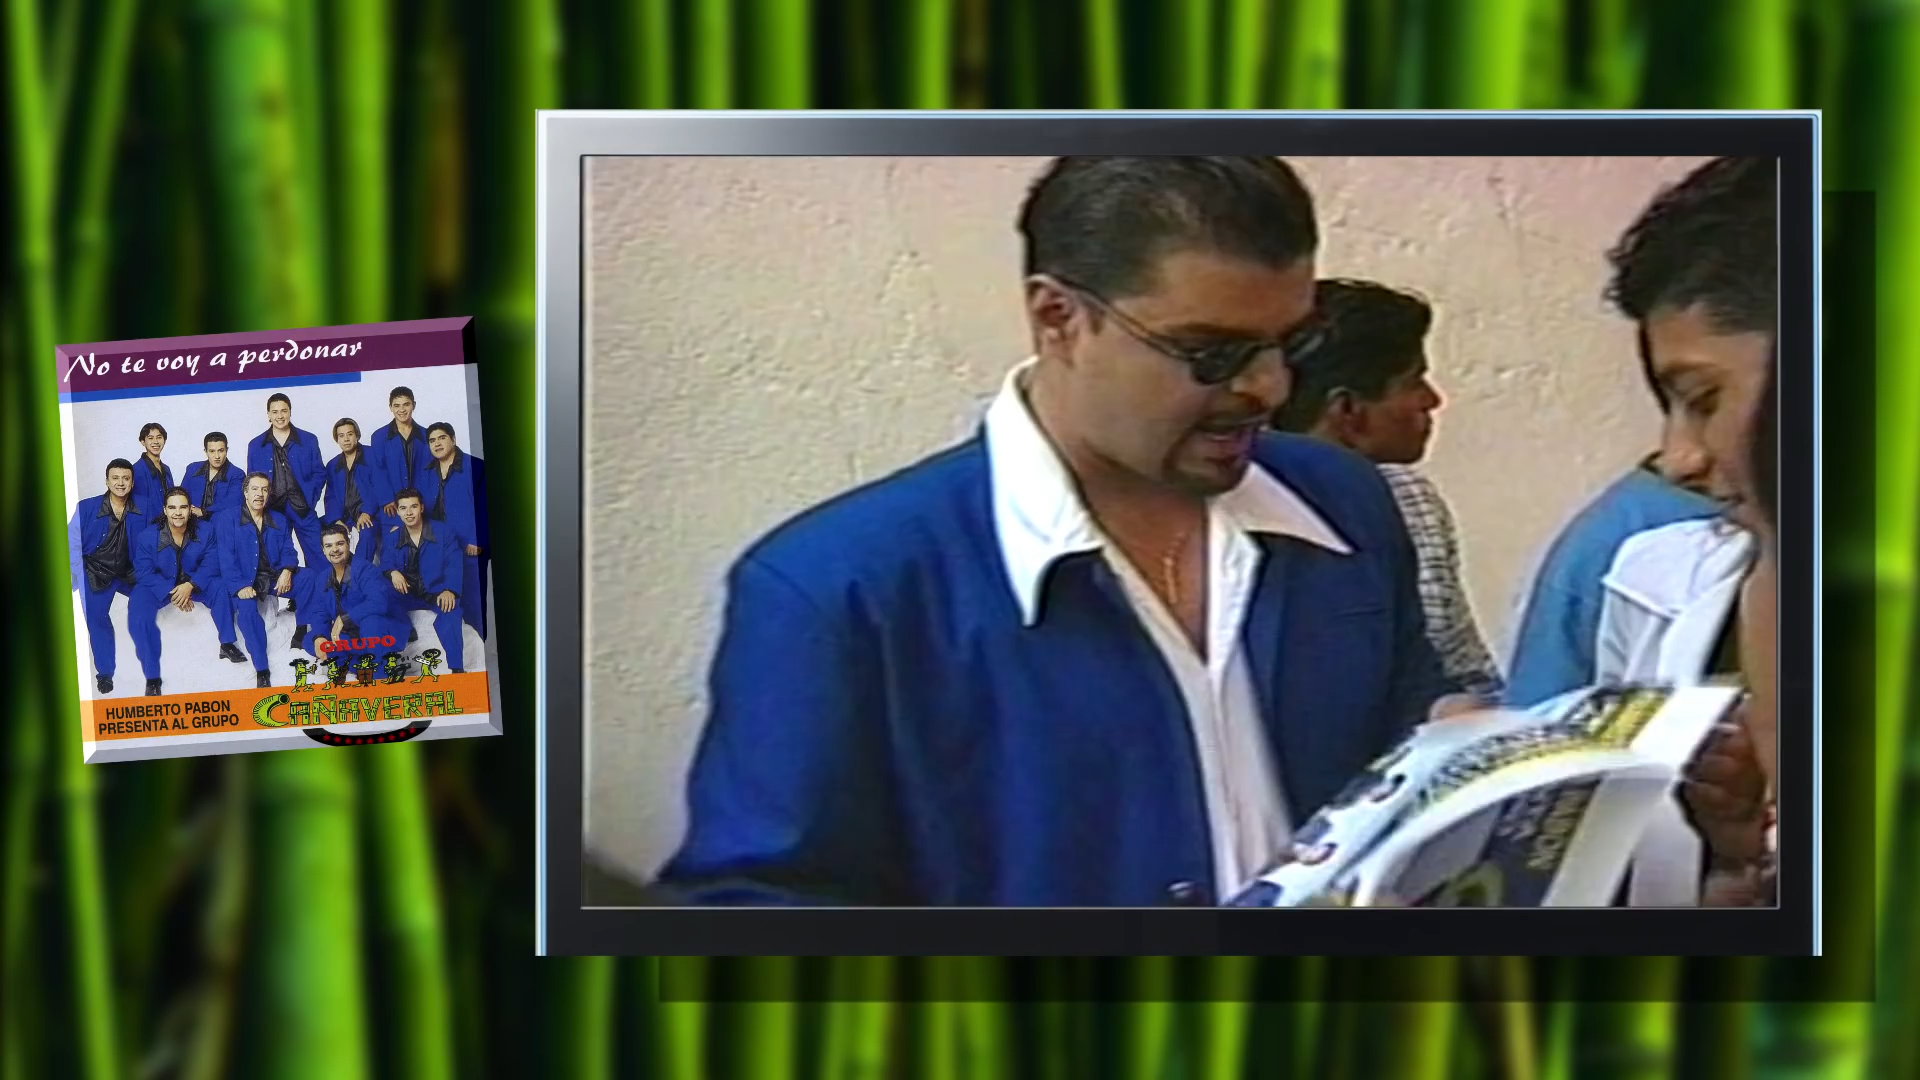 No te voy a perdonar
GRUPO
CAÑAVERAL
HUMBERTO PABON
PRESENTA AL GRUPO